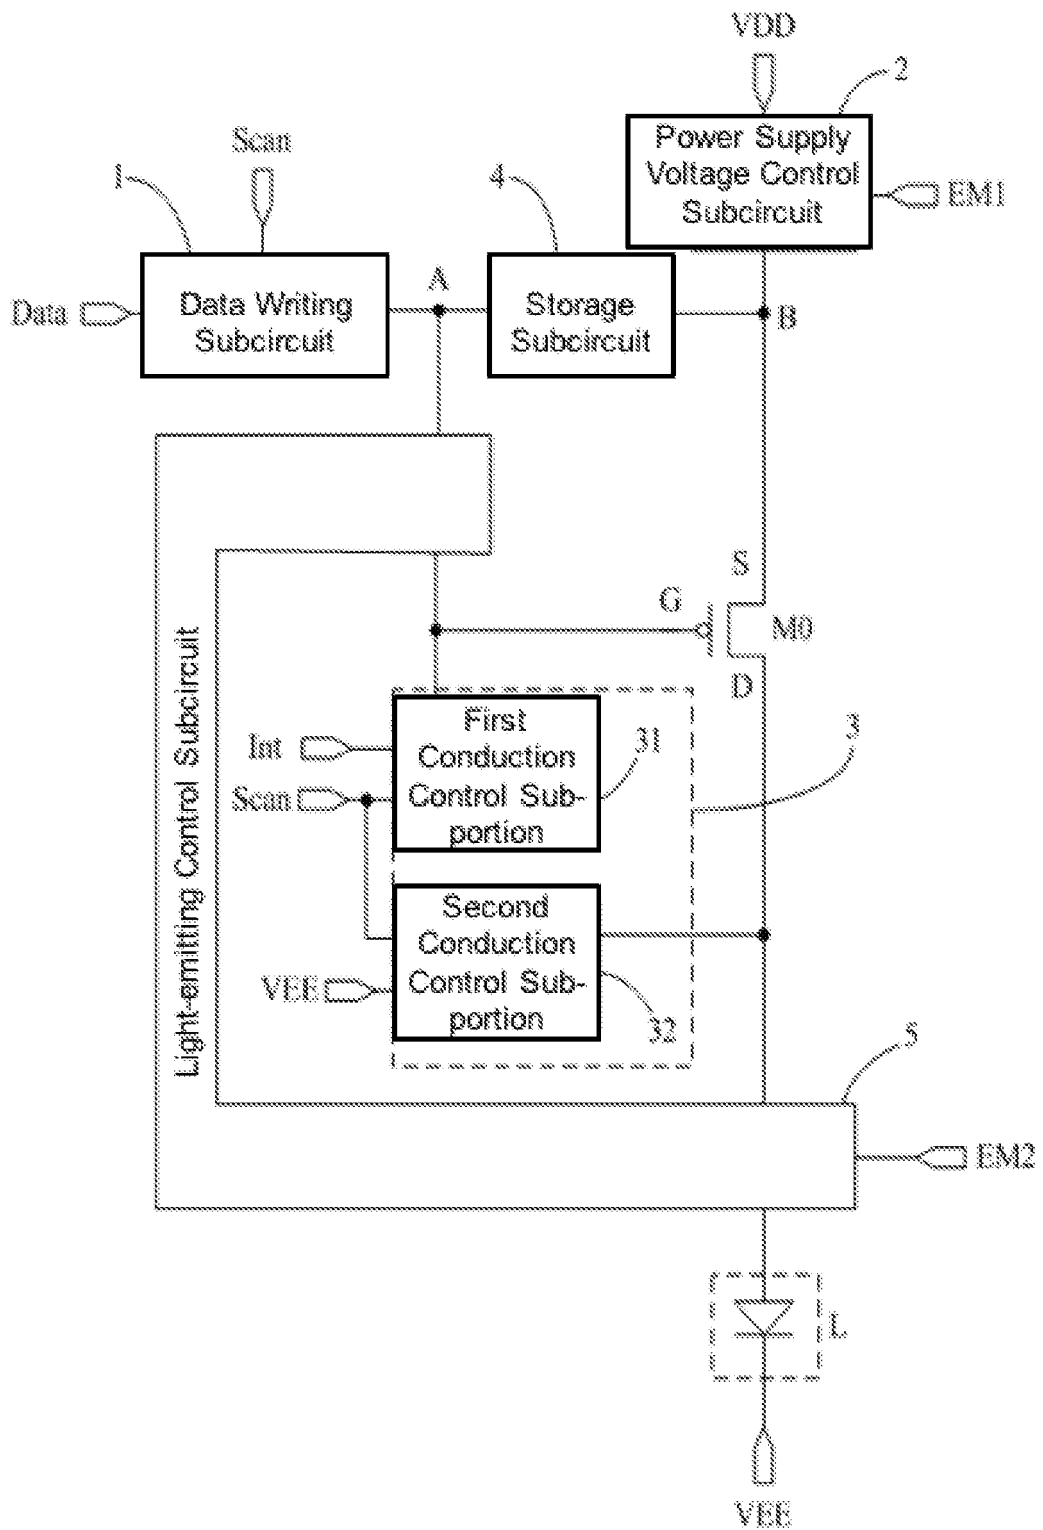 VDD
2
Power Supply
Voltage Control
Subcircuit
EM1
Scan
1
4
Data
Data Writing
Subcircuit
A
Storage
Subcircuit
B
S
G
M0
D
Light-emitting Control Subcircuit
First
Conduction
Control Sub-
portion
31
3
Int
Scan
Second
Conduction
Control Sub-
portion
VEE
32
5
EM2
L
VEE